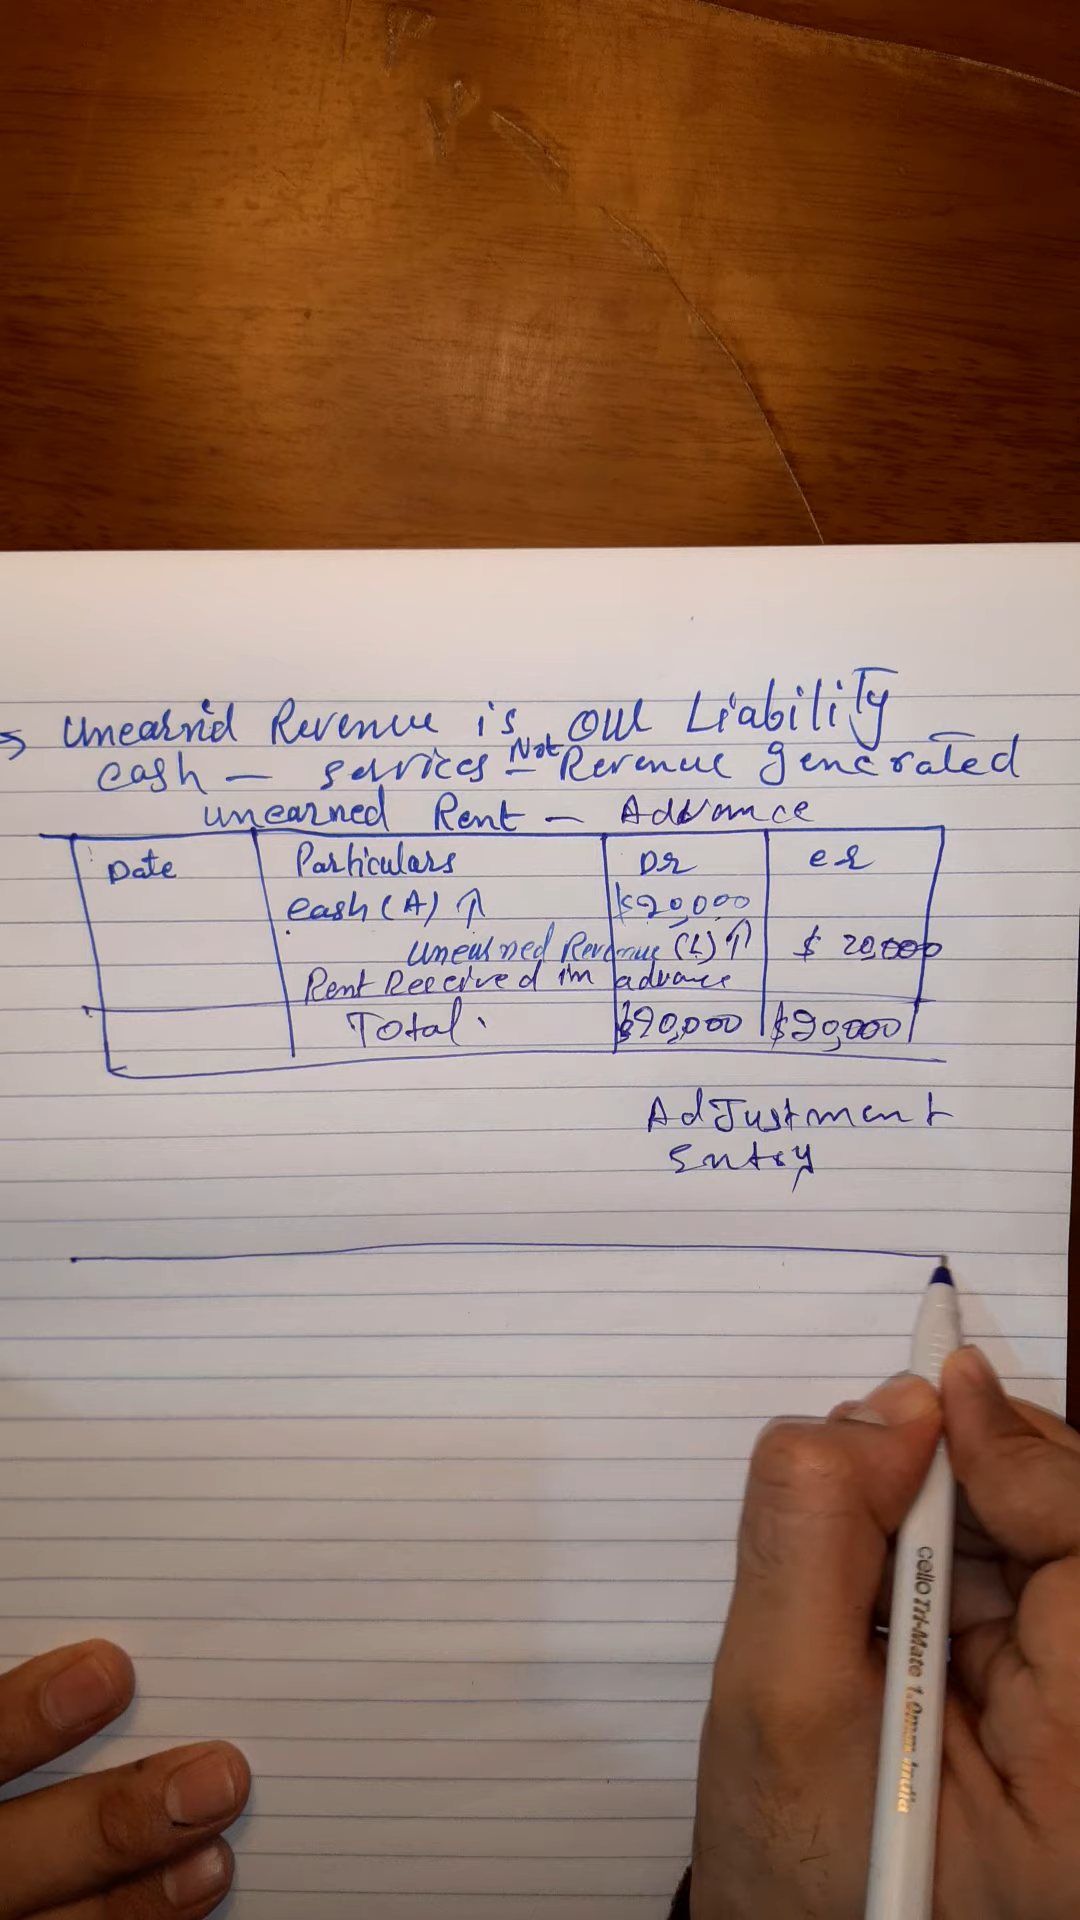 → Unearnd Revenue is our Liability
cash — services — Not Revenue generated
unearned Rent — Advance
Date Particulars Dr cr
cash (A) ↑ $20,000
Unearned Revenue (L) ↑ $ 20,000
Rent Received im advance
Total. $20,000 $20,000
AdJustment
Entry
cello Tri-Mate 1.0mm India